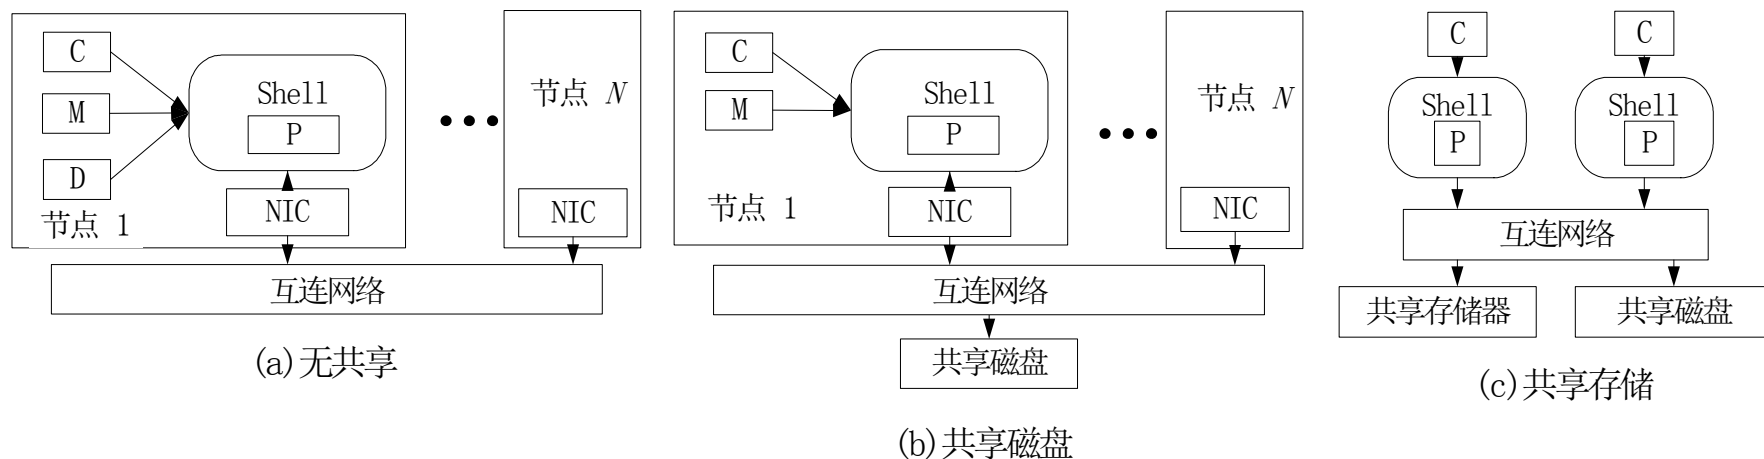 C
M
D
Shell
P
节点 1
NIC
节点 N
NIC
互连网络
(a)无共享
C
M
Shell
P
节点 1
NIC
节点 N
NIC
互连网络
共享磁盘
(b)共享磁盘
C
C
Shell
Shell
P
P
互连网络
共享存储器
共享磁盘
(c)共享存储